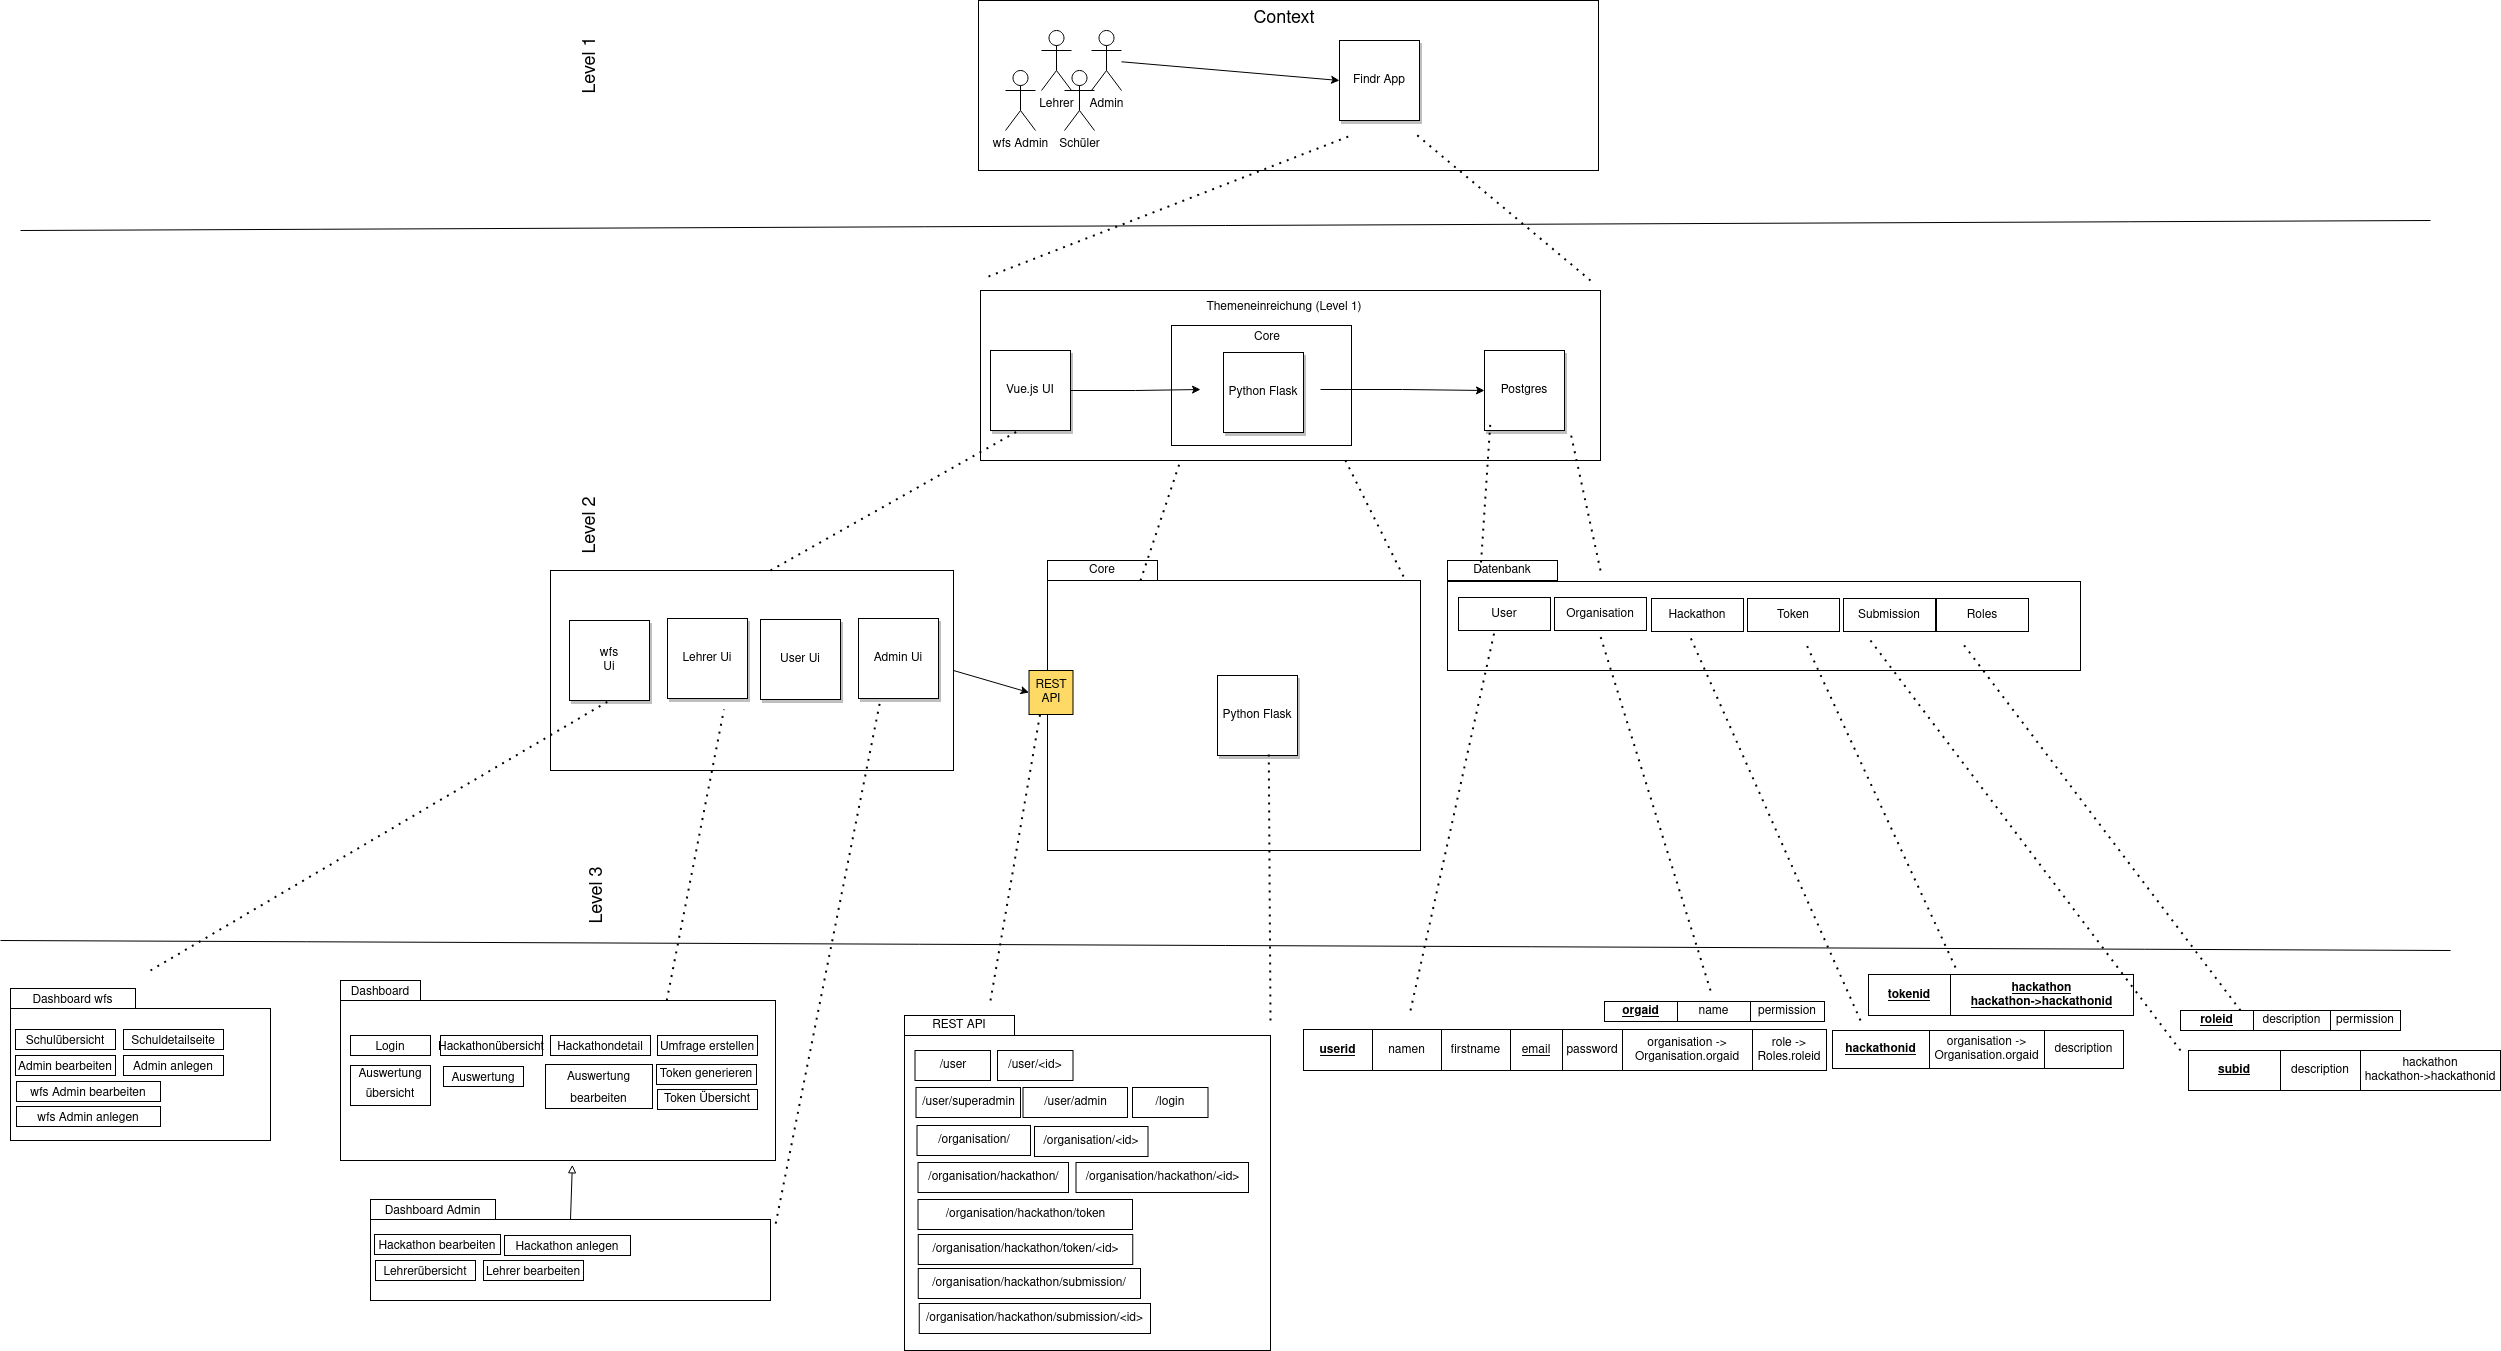 Context
Level 1
Lehrer
Admin
wfs Admin
Schüler
Findr App
Themeneinreichung (Level 1)
Core
Vue.js UI
Python Flask
Postgres
Level 2
wfs
Ui
Lehrer Ui
User Ui
Admin Ui
REST
API
Core
Python Flask
Datenbank
User
Organisation
Hackathon
Token
Submission
Roles
Level 3
Dashboard wfs
Schulübersicht
Schuldetailseite
Admin bearbeiten
Admin anlegen
wfs Admin bearbeiten
wfs Admin anlegen
Dashboard
Login
Hackathonübersicht
Hackathondetail
Umfrage erstellen
Auswertung
übersicht
Auswertung
Auswertung
bearbeiten
Token generieren
Token Übersicht
Dashboard Admin
Hackathon bearbeiten
Hackathon anlegen
Lehrerübersicht
Lehrer bearbeiten
REST API
/user
/user/<id>
/user/superadmin
/user/admin
/login
/organisation/
/organisation/<id>
/organisation/hackathon/
/organisation/hackathon/<id>
/organisation/hackathon/token
/organisation/hackathon/token/<id>
/organisation/hackathon/submission/
/organisation/hackathon/submission/<id>
orgaid
name
permission
userid
namen
firstname
email
password
organisation ->
Organisation.orgaid
role ->
Roles.roleid
tokenid
hackathon
hackathon->hackathonid
hackathonid
organisation ->
Organisation.orgaid
description
roleid
description
permission
subid
description
hackathon
hackathon->hackathonid